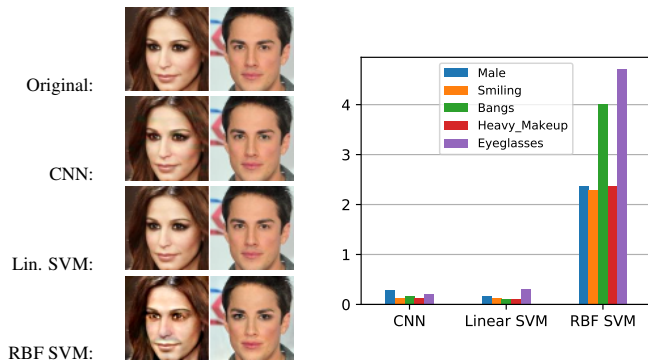 Original:
CNN:
Lin. SVM:
RBF SVM:
Male
Smiling
Bangs
Heavy_Makeup
Eyeglasses
4
3
2
1
0
CNN Linear SVM RBF SVM